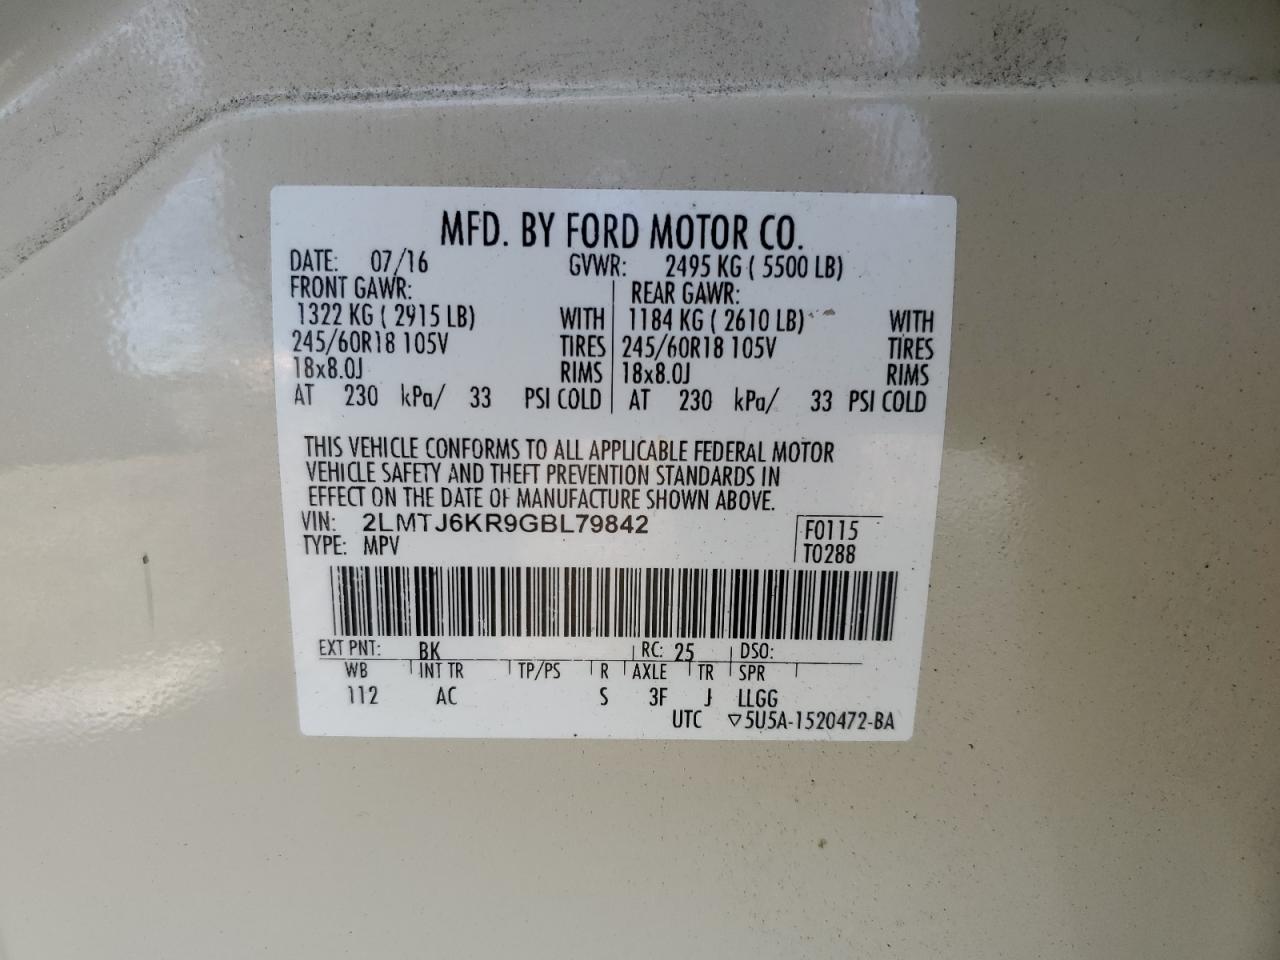 MFD. BY FORD MOTOR CO.
DATE: 07/16 GVWR: 2495 KG ( 5500 LB)
FRONT GAWR: REAR GAWR:
1322 KG ( 2915 LB) WITH 1184 KG ( 2610 LB) WITH
245/60R18 105V TIRES 245/60R18 105V TIRES
18x8.0J RIMS 18x8.0J RIMS
AT 230 kPa/ 33 PSI COLD AT 230 kPa/ 33 PSI COLD
THIS VEHICLE CONFORMS TO ALL APPLICABLE FEDERAL MOTOR
VEHICLE SAFETY AND THEFT PREVENTION STANDARDS IN
EFFECT ON THE DATE OF MANUFACTURE SHOWN ABOVE.
VIN: 2LMTJ6KR9GBL79842 F0115
TYPE: MPV T0288
EXT PNT: BK RC: 25 DSO:
WB INT TR TP/PS R AXLE TR SPR
112 AC S 3F J LLGG
UTC ▽5U5A-1520472-BA